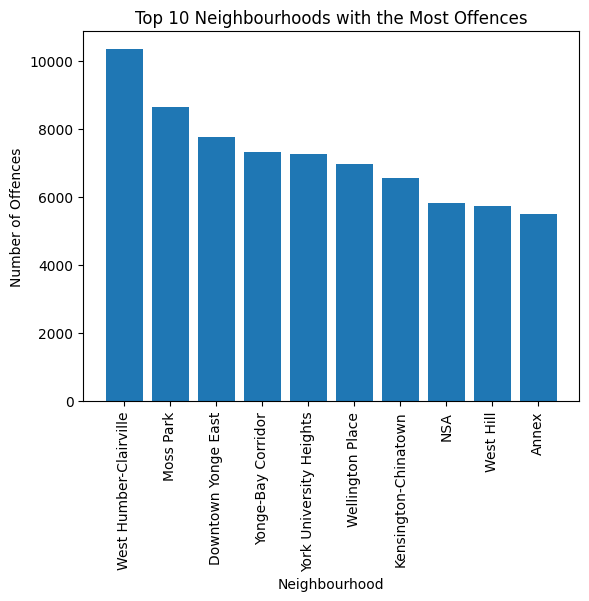 Top 10 Neighbourhoods with the Most Offences
Number of Offences
10000
8000
6000
4000
2000
0
West Humber-Clairville
Moss Park
Downtown Yonge East
Yonge-Bay Corridor
York University Heights
Wellington Place
Kensington-Chinatown
NSA
West Hill
Annex
Neighbourhood